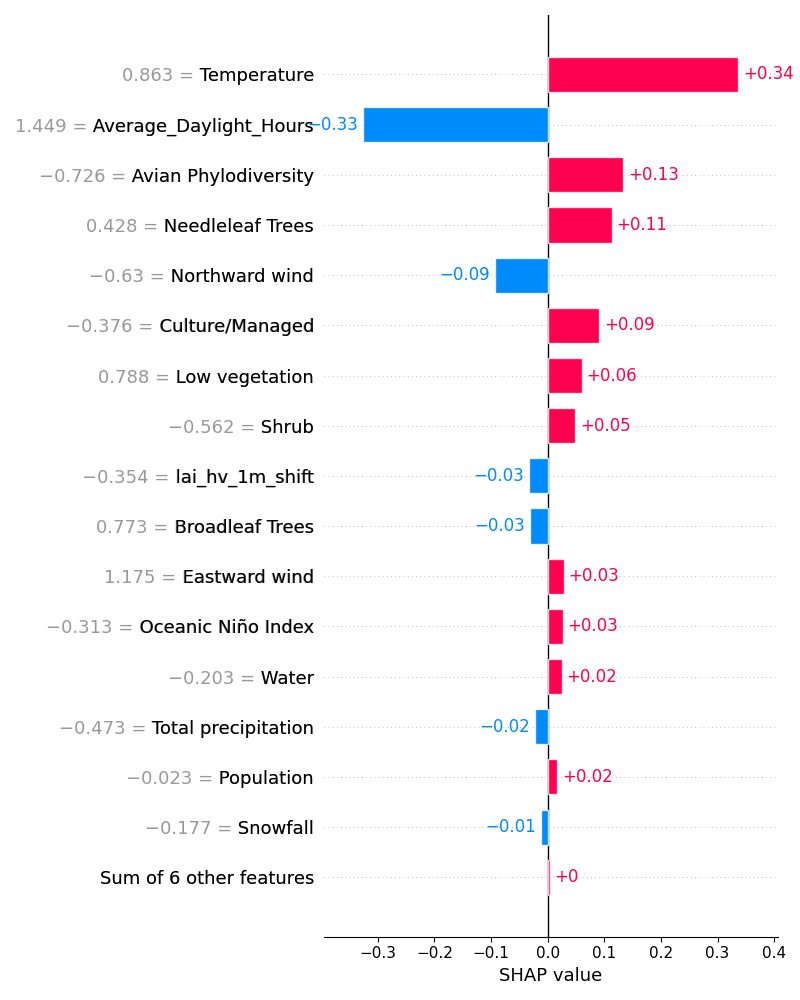 0.863 = Temperature +0.34
1.449 = Average_Daylight_Hours −0.33
−0.726 = Avian Phylodiversity +0.13
0.428 = Needleleaf Trees +0.11
−0.63 = Northward wind −0.09
−0.376 = Culture/Managed +0.09
0.788 = Low vegetation +0.06
−0.562 = Shrub +0.05
−0.354 = lai_hv_1m_shift −0.03
0.773 = Broadleaf Trees −0.03
1.175 = Eastward wind +0.03
−0.313 = Oceanic Niño Index +0.03
−0.203 = Water +0.02
−0.473 = Total precipitation −0.02
−0.023 = Population +0.02
−0.177 = Snowfall −0.01
Sum of 6 other features +0
−0.3 −0.2 −0.1 0.0 0.1 0.2 0.3 0.4
SHAP value